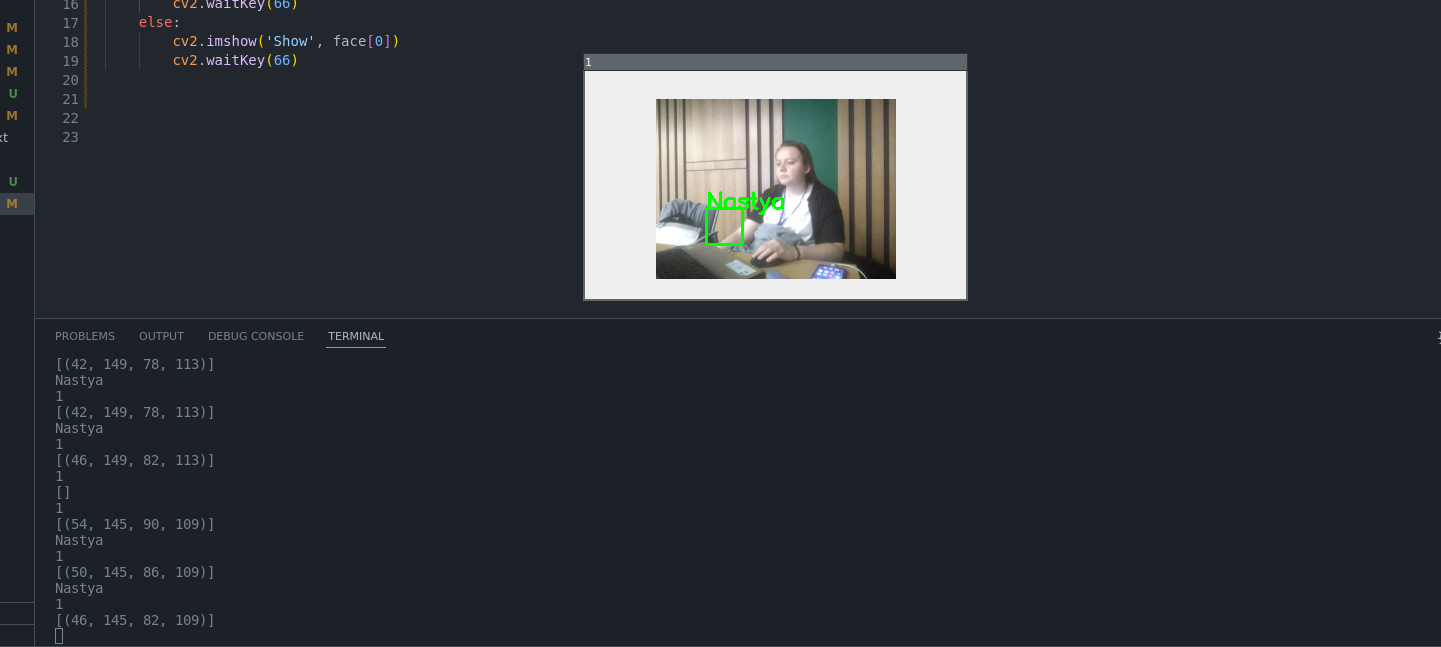 16 cv2.waitKey(66)
M 17 else:
M 18 cv2.imshow('Show', face[0])
M 19 cv2.waitKey(66)
1
20
U 21
M 22
xt 23
Nastya
U
M
PROBLEMS OUTPUT DEBUG CONSOLE TERMINAL
[(42, 149, 78, 113)]
Nastya
1
[(42, 149, 78, 113)]
Nastya
1
[(46, 149, 82, 113)]
1
[]
1
[(54, 145, 90, 109)]
Nastya
1
[(50, 145, 86, 109)]
Nastya
1
[(46, 145, 82, 109)]